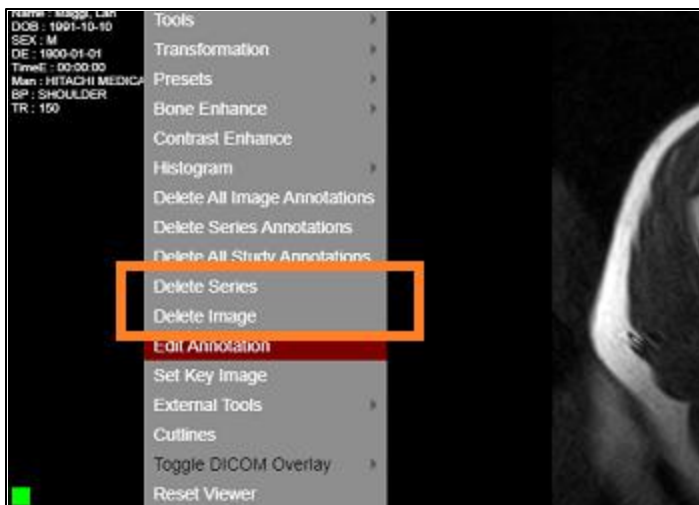 DOB : 1991-10-10
SEX : M
DE : 1900-01-01
TimeE : 00:00:00
Man : HITACHI MEDICA
BP : SHOULDER
TR : 150
Tools
Transformation
Presets
Bone Enhance
Contrast Enhance
Histogram
Delete All Image Annotations
Delete Series Annotations
Delete All Study Annotations
Delete Series
Delete Image
Edit Annotation
Set Key Image
External Tools
Cutlines
Toggle DICOM Overlay
Reset Viewer